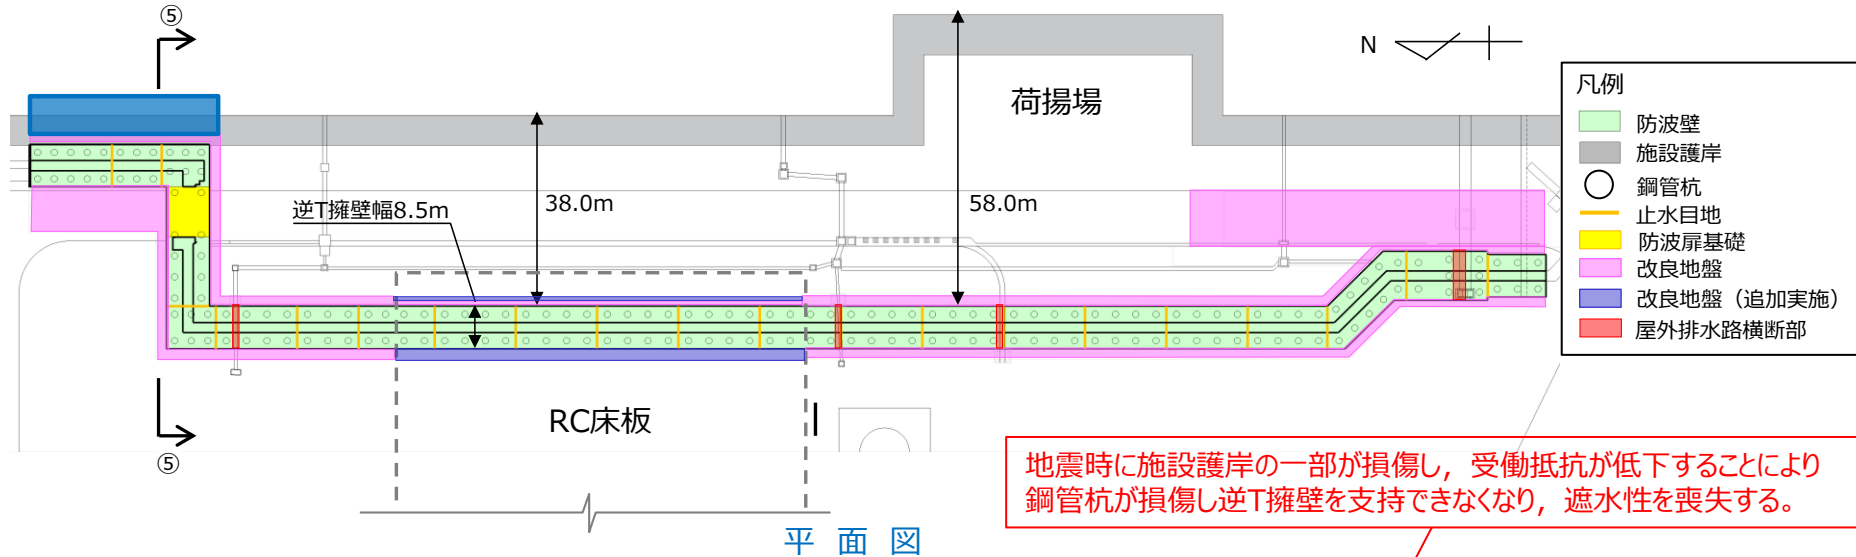 ⑤
N
荷揚場
凡例
防波壁
施設護岸
鋼管杭
止水目地
防波扉基礎
改良地盤
改良地盤（追加実施）
屋外排水路横断部
38.0m
58.0m
逆T擁壁幅8.5m
RC床板
⑤
地震時に施設護岸の一部が損傷し，受働抵抗が低下することにより
鋼管杭が損傷し逆T擁壁を支持できなくなり，遮水性を喪失する。
平 面 図